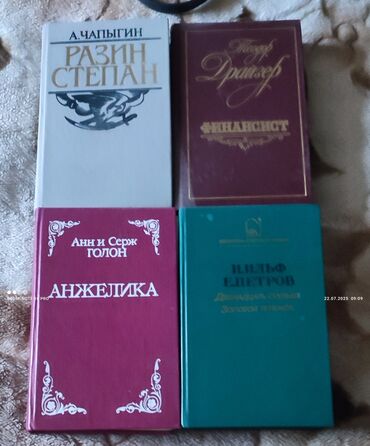 А.ЧАПЫГИН
РАЗИН
СТЕПАН
Теодор
Драйзер
ФИНАНСИСТ
Анн и Серж
ГОЛОН
АНЖЕЛИКА
И.ИЛЬФ
Е.ПЕТРОВ
Двенадцать стульев
Золотой теленок
22.07.2025 09:09